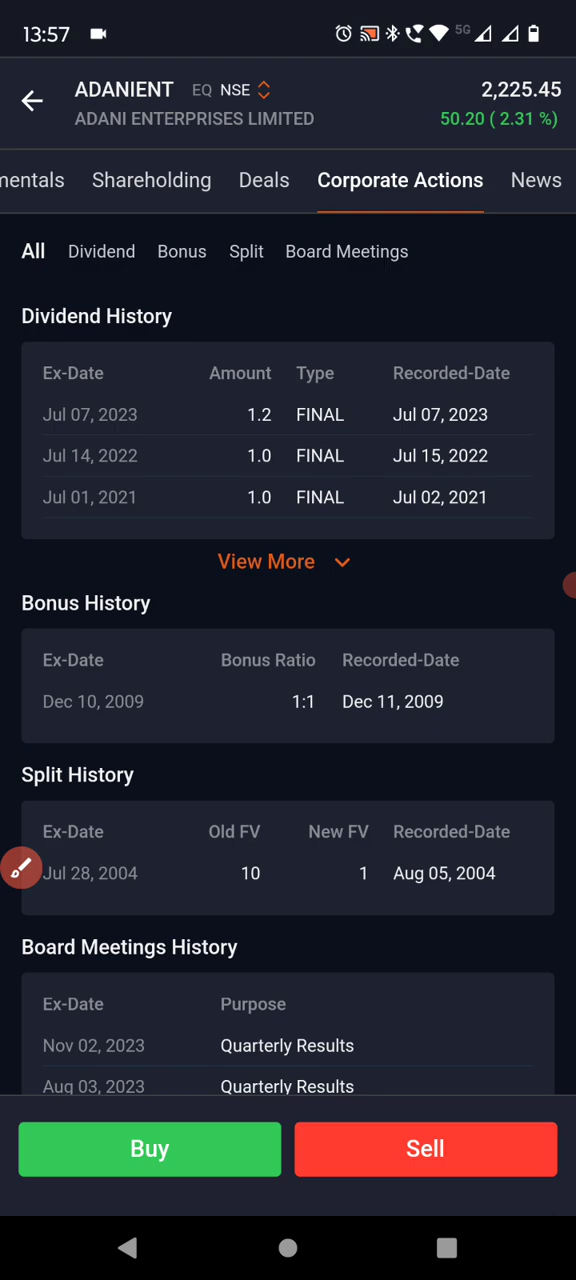 13:57 5G
ADANIENT EQ NSE 2,225.45
ADANI ENTERPRISES LIMITED 50.20 ( 2.31 %)
mentals Shareholding Deals Corporate Actions News
All Dividend Bonus Split Board Meetings
Dividend History
Ex-Date Amount Type Recorded-Date
Jul 07, 2023 1.2 FINAL Jul 07, 2023
Jul 14, 2022 1.0 FINAL Jul 15, 2022
Jul 01, 2021 1.0 FINAL Jul 02, 2021
View More
Bonus History
Ex-Date Bonus Ratio Recorded-Date
Dec 10, 2009 1:1 Dec 11, 2009
Split History
Ex-Date Old FV New FV Recorded-Date
Jul 28, 2004 10 1 Aug 05, 2004
Board Meetings History
Ex-Date Purpose
Nov 02, 2023 Quarterly Results
Aug 03, 2023 Quarterly Results
Buy Sell